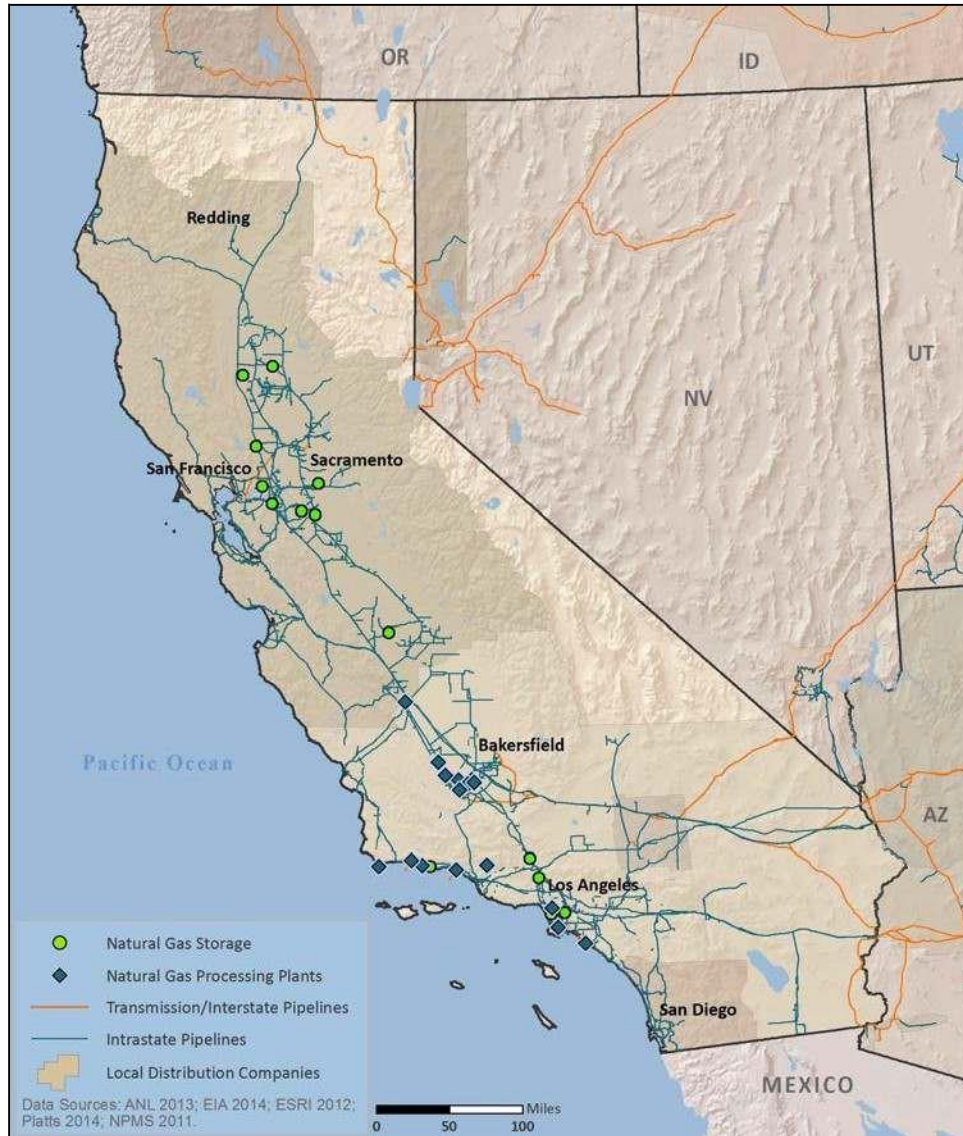 OR
ID
Redding
NV
UT
San Francisco
Sacramento
Pacific Ocean
Bakersfield
AZ
Los Angeles
San Diego
MEXICO
Natural Gas Storage
Natural Gas Processing Plants
Transmission/Interstate Pipelines
Intrastate Pipelines
Local Distribution Companies
Data Sources: ANL 2013; EIA 2014; ESRI 2012;
Platts 2014; NPMS 2011.
Miles
0 50 100